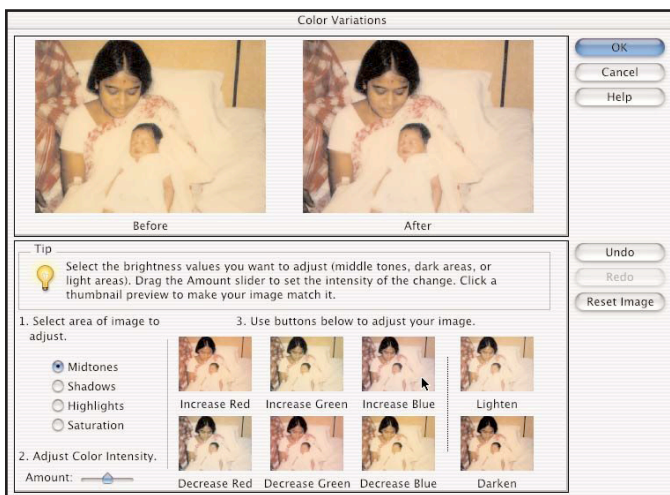 Color Variations
OK
Cancel
Help
Before
After
Tip
Select the brightness values you want to adjust (middle tones, dark areas, or
light areas). Drag the Amount slider to set the intensity of the change. Click a
thumbnail preview to make your image match it.
Undo
Redo
Reset Image
1. Select area of image to
adjust.
Midtones
Shadows
Highlights
Saturation
2. Adjust Color Intensity.
Amount:
3. Use buttons below to adjust your image.
Increase Red
Increase Green
Increase Blue
Lighten
Decrease Red
Decrease Green
Decrease Blue
Darken